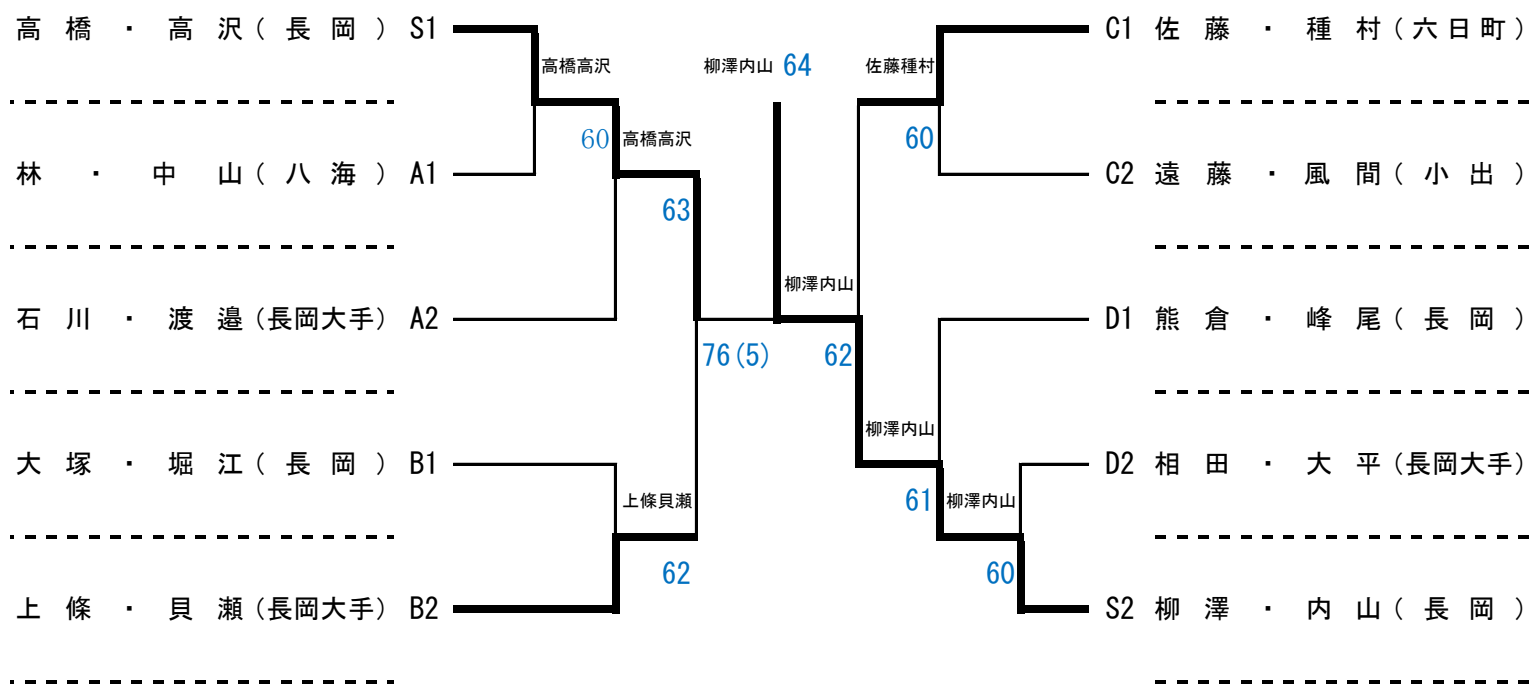 高橋・高沢(長岡) S1
C1 佐藤・種村(六日町)
高橋高沢
柳澤内山 64
佐藤種村
60
高橋高沢
60
林・中山(八海) A1
C2 遠藤・風間(小出)
63
柳澤内山
石川・渡邉(長岡大手) A2
D1 熊倉・峰尾(長岡)
76(5)
62
柳澤内山
大塚・堀江(長岡) B1
D2 相田・大平(長岡大手)
上條貝瀬
61
柳澤内山
62
60
上條・貝瀬(長岡大手) B2
S2 柳澤・内山(長岡)